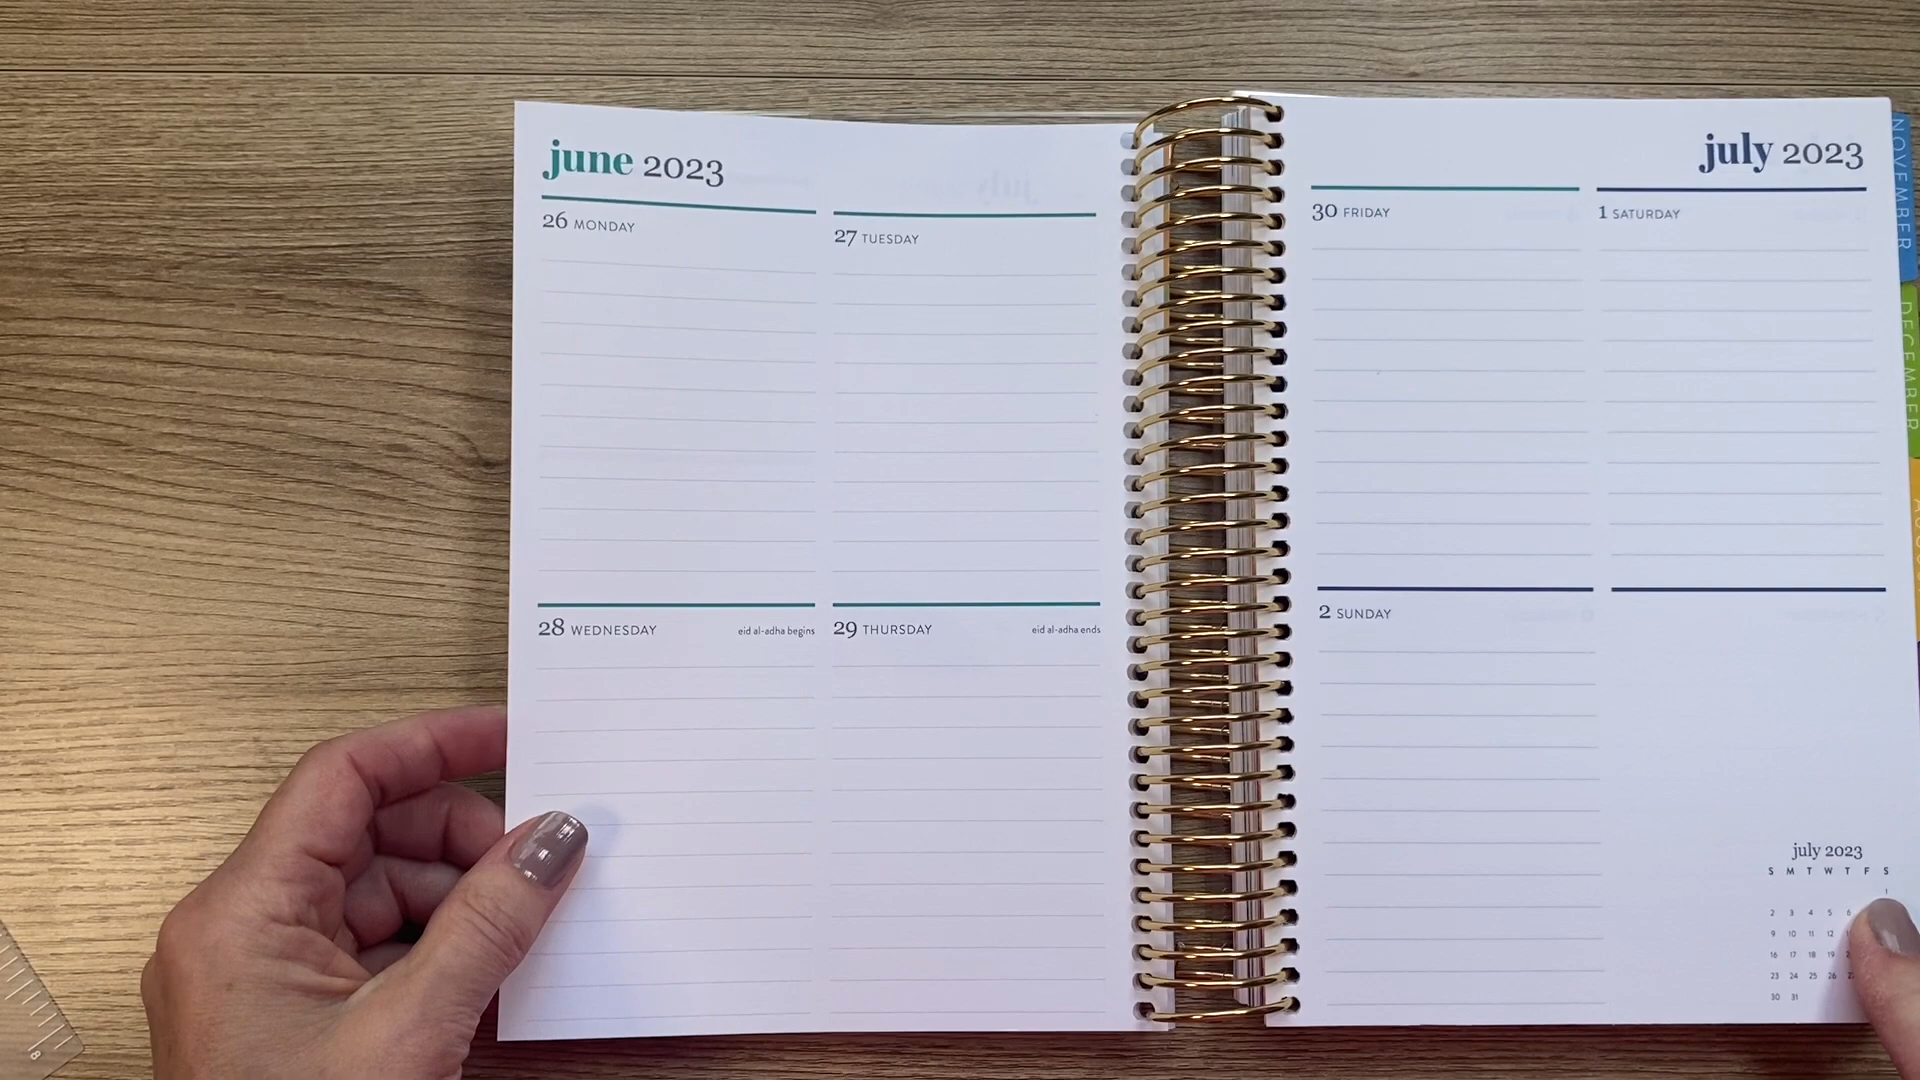 june 2023
26 MONDAY
27 TUESDAY
28 WEDNESDAY eid al-adha begins
29 THURSDAY eid al-adha ends
july 2023
30 FRIDAY
1 SATURDAY
2 SUNDAY
july 2023
S M T W T F S
1
2 3 4 5 6
9 10 11 12
16 17 18 19
23 24 25 26
30 31
NOVEMBER
DECEMBER
8